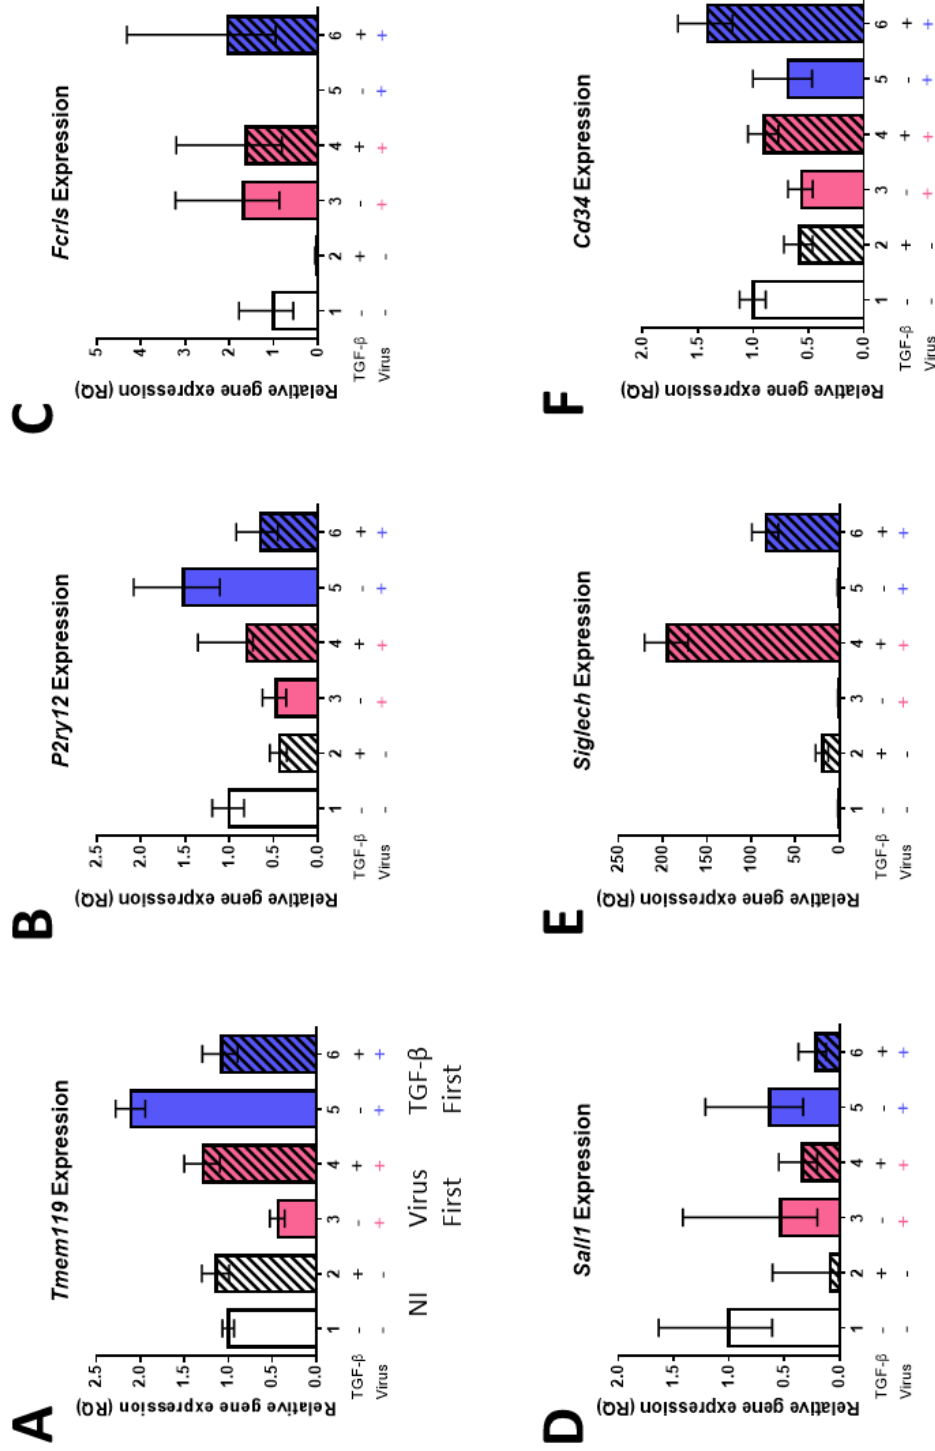 A
Tmem119 Expression
Relative gene expression (RQ)
2.5
2.0
1.5
1.0
0.5
0.0
1 2 3 4 5 6
TGF-β - + - + - +
Virus - - + + + +
NI Virus First TGF-β First
B
P2ry12 Expression
Relative gene expression (RQ)
2.5
2.0
1.5
1.0
0.5
0.0
1 2 3 4 5 6
TGF-β - + - + - +
Virus - - + + + +
C
Fcrls Expression
Relative gene expression (RQ)
5
4
3
2
1
0
1 2 3 4 5 6
TGF-β - + - + - +
Virus - - + + + +
D
Sall1 Expression
Relative gene expression (RQ)
2.0
1.5
1.0
0.5
0.0
1 2 3 4 5 6
TGF-β - + - + - +
Virus - - + + + +
E
Siglech Expression
Relative gene expression (RQ)
250
200
150
100
50
0
1 2 3 4 5 6
TGF-β - + - + - +
Virus - - + + + +
F
Cd34 Expression
Relative gene expression (RQ)
2.0
1.5
1.0
0.5
0.0
1 2 3 4 5 6
TGF-β - + - + - +
Virus - - + + + +